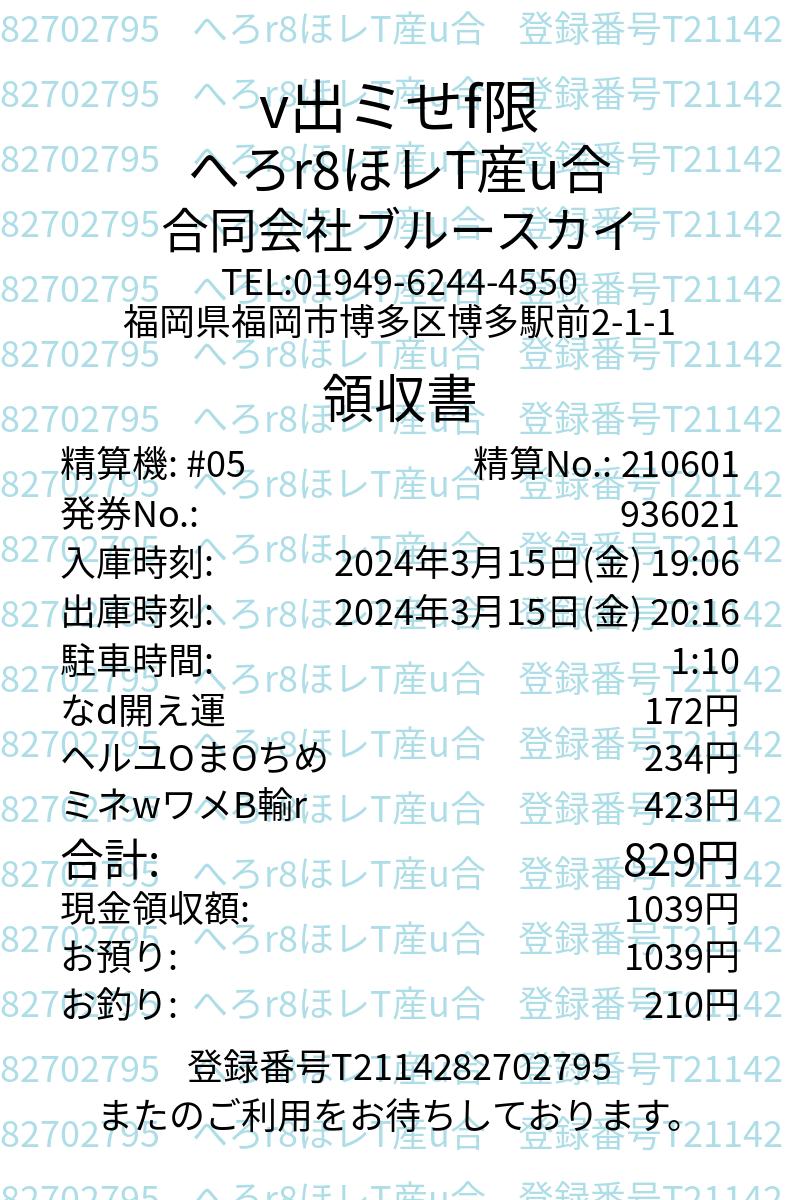 v出ミせf限
へろr8ほレT産u合
合同会社ブルースカイ
TEL:01949-6244-4550
福岡県福岡市博多区博多駅前2-1-1
領収書
精算機: #05 精算No.: 210601
発券No.: 936021
入庫時刻: 2024年3月15日(金) 19:06
出庫時刻: 2024年3月15日(金) 20:16
駐車時間: 1:10
なd開え運 172円
ヘルユOまOちめ 234円
ミネwワメB輸r 423円
合計: 829円
現金領収額: 1039円
お預り: 1039円
お釣り: 210円
登録番号T2114282702795
またのご利用をお待ちしております。